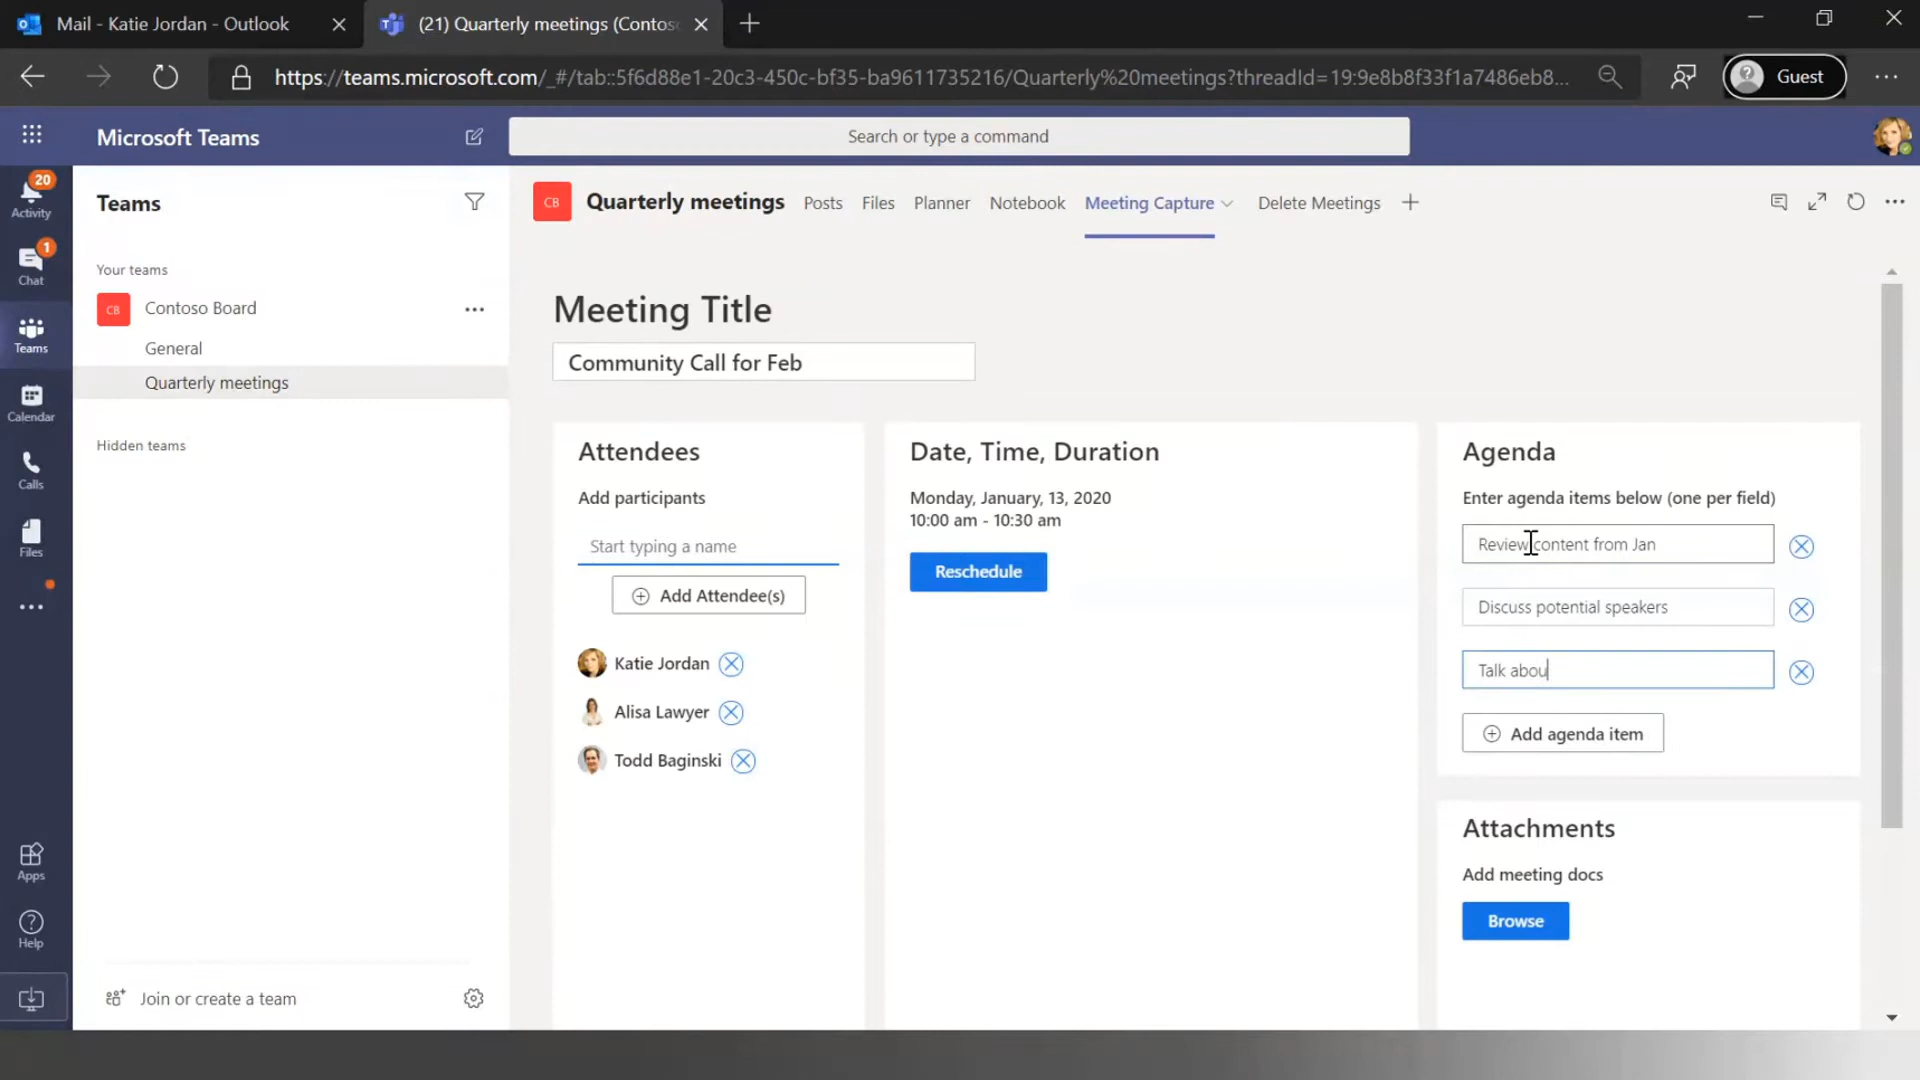 Mail - Katie Jordan - Outlook
(21) Quarterly meetings (Contos
https://teams.microsoft.com/_#/tab::5f6d88e1-20c3-450c-bf35-ba9611735216/Quarterly%20meetings?threadId=19:9e8b8f33f1a7486eb8...
Guest
Microsoft Teams
Search or type a command
20
Activity
1
Chat
Teams
Calendar
Calls
Files
Apps
Help
Teams
Your teams
CB
Contoso Board
General
Quarterly meetings
Hidden teams
Join or create a team
CB
Quarterly meetings
Posts
Files
Planner
Notebook
Meeting Capture
Delete Meetings
Meeting Title
Community Call for Feb
Attendees
Add participants
Start typing a name
Add Attendee(s)
Katie Jordan
Alisa Lawyer
Todd Baginski
Date, Time, Duration
Monday, January, 13, 2020
10:00 am - 10:30 am
Reschedule
Agenda
Enter agenda items below (one per field)
Review content from Jan
Discuss potential speakers
Talk abou
Add agenda item
Attachments
Add meeting docs
Browse